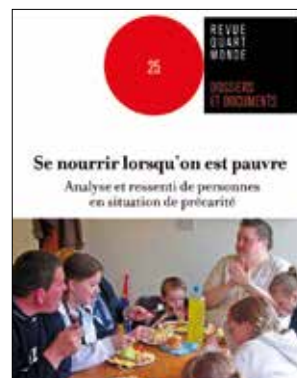 25
REVUE
QUART
MONDE
DOSSIERS
ET DOCUMENTS
Se nourrir lorsqu'on est pauvre
Analyse et ressenti de personnes
en situation de précarité